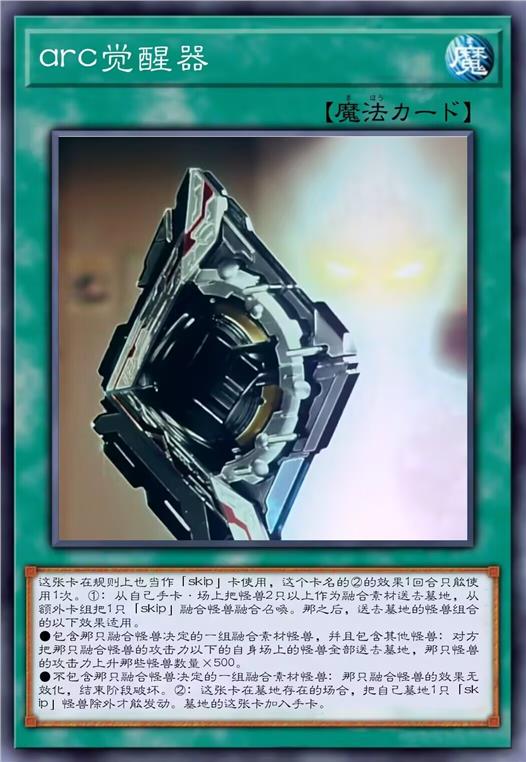 arc觉醒器
魔
ま ほう
【魔法カード】
这张卡在规则上也当作「skip」卡使用，这个卡名的②的效果1回合只能使
用1次。①：从自己手卡·场上把怪兽2只以上作为融合素材送去墓地，从
额外卡组把1只「skip」融合怪兽融合召唤。那之后，送去墓地的怪兽组合
的以下效果适用。
●包含那只融合怪兽决定的一组融合素材怪兽，并且包含其他怪兽：对方
把那只融合怪兽的攻击力以下的自身场上的怪兽全部送去墓地，那只怪兽
的攻击力上升那些怪兽数量×500。
●不包含那只融合怪兽决定的一组融合素材怪兽：那只融合怪兽的效果无
效化，结束阶段破坏。②：这张卡在墓地存在的场合，把自己墓地1只「sk
ip」怪兽除外才能发动。墓地的这张卡加入手卡。